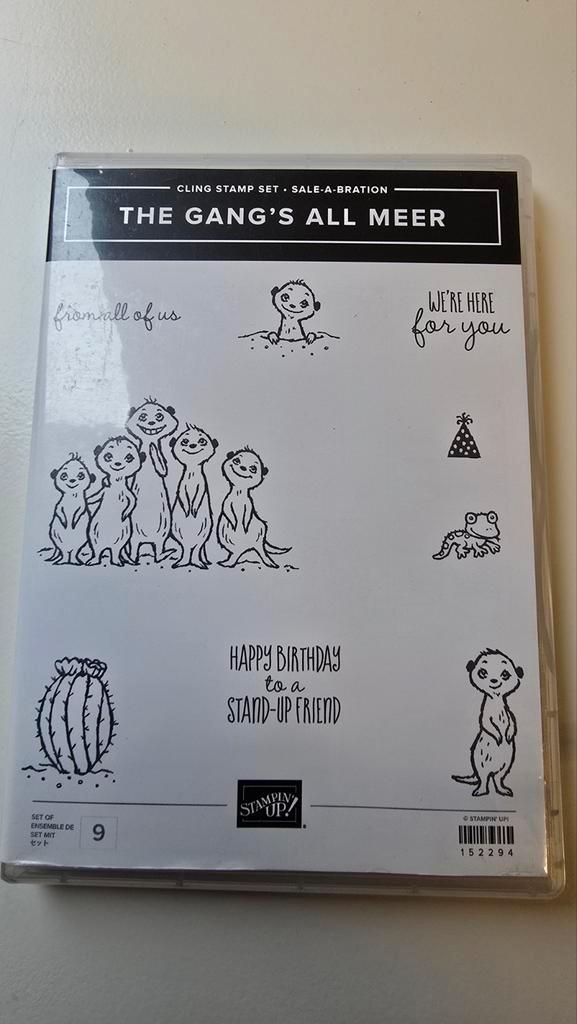 CLING STAMP SET • SALE-A-BRATION
THE GANG'S ALL MEER
from all of us
WE'RE HERE
for you
HAPPY BIRTHDAY
to a
STAND-UP FRIEND
STAMPIN'
UP!®
SET OF
ENSEMBLE DE
SET MIT
セット
9
© STAMPIN' UP!
152294